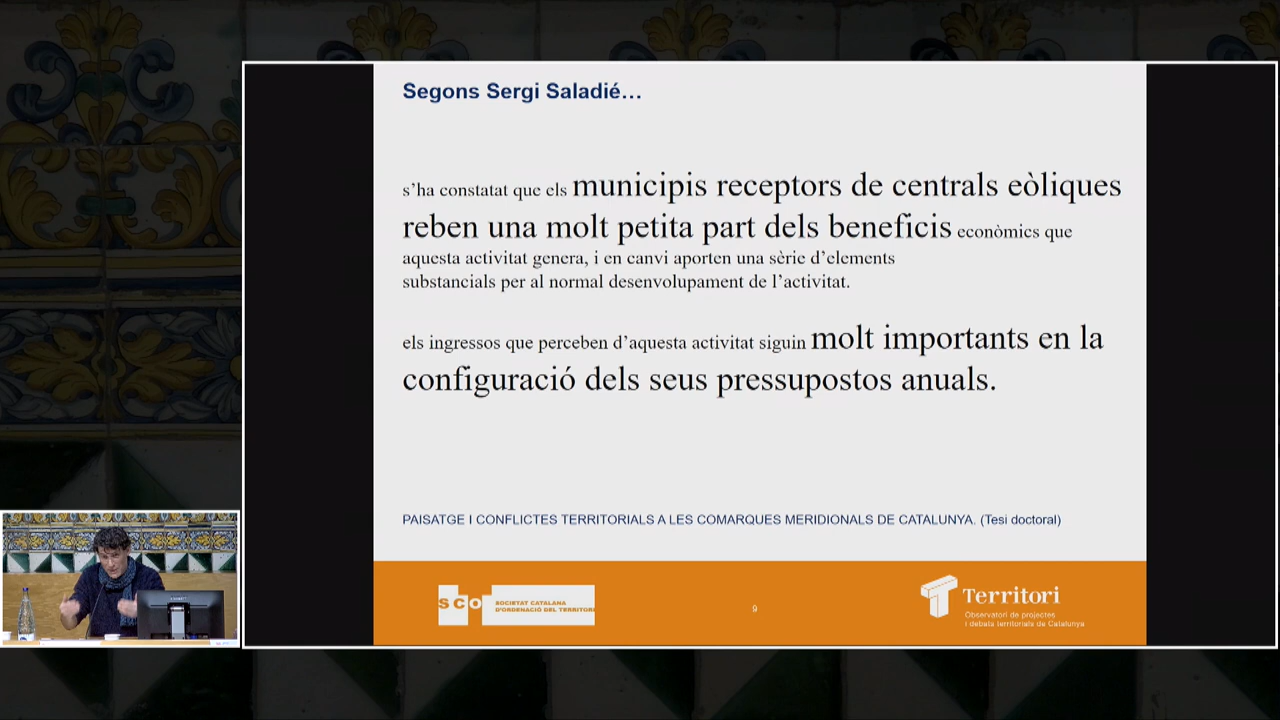 Segons Sergi Saladié…
s'ha constatat que els municipis receptors de centrals eòliques
reben una molt petita part dels beneficis econòmics que
aquesta activitat genera, i en canvi aporten una sèrie d'elements
substancials per al normal desenvolupament de l'activitat.
els ingressos que perceben d'aquesta activitat siguin molt importants en la
configuració dels seus pressupostos anuals.
PAISATGE I CONFLICTES TERRITORIALS A LES COMARQUES MERIDIONALS DE CATALUNYA. (Tesi doctoral)
SCOT
SOCIETAT CATALANA
D'ORDENACIÓ DEL TERRITORI
9
Territori
Observatori de projectes
i debats territorials de Catalunya